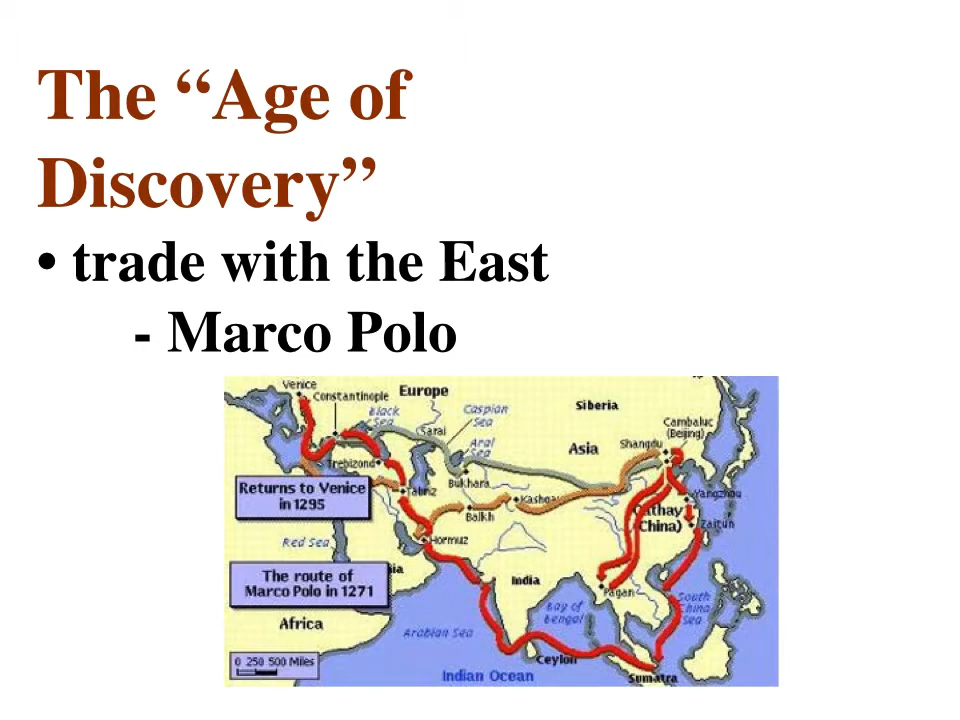 The “Age of
Discovery”
• trade with the East
- Marco Polo
Venice
Constantinople
Europe
Black
Sea
Caspian
Sea
Siberia
Sarai
Aral
Sea
Asia
Cambaluc
(Beijing)
Shangdu
Trebizond
Tabriz
Bukhara
Kashgar
Balkh
Yangzhou
Cathay
China)
Zaitun
Returns to Venice
in 1295
Red Sea
Hormuz
The route of
Marco Polo in 1271
India
Pagan
Bay of
Bengal
South
China
Sea
Africa
Arabian Sea
Ceylon
Sumatra
0 250 500 Miles
Indian Ocean